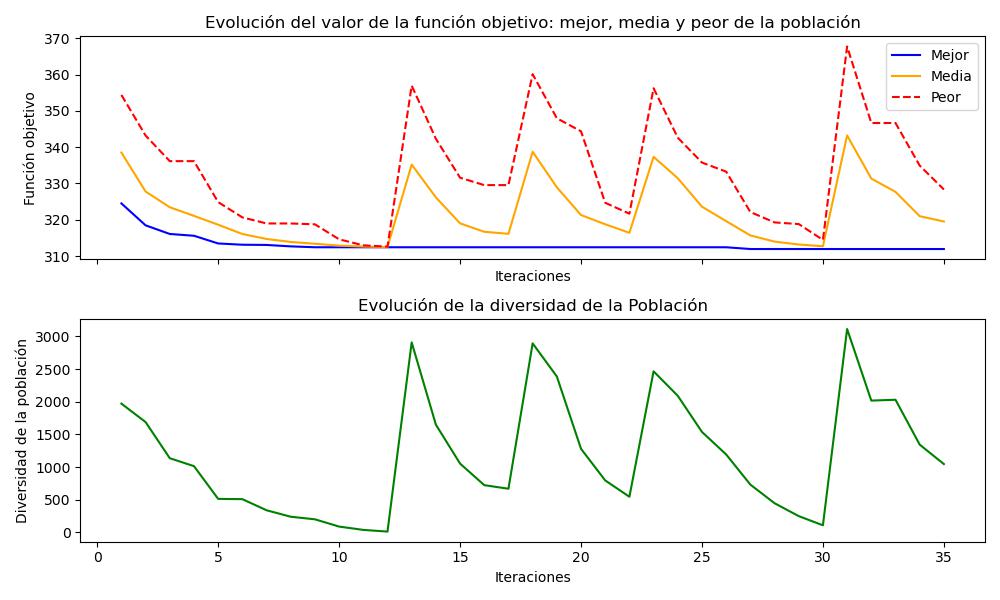 Evolución del valor de la función objetivo: mejor, media y peor de la población
370
360
350
340
330
320
310
Función objetivo
Mejor
Media
Peor
Iteraciones
Evolución de la diversidad de la Población
3000
2500
2000
1500
1000
500
0
Diversidad de la población
0 5 10 15 20 25 30 35
Iteraciones